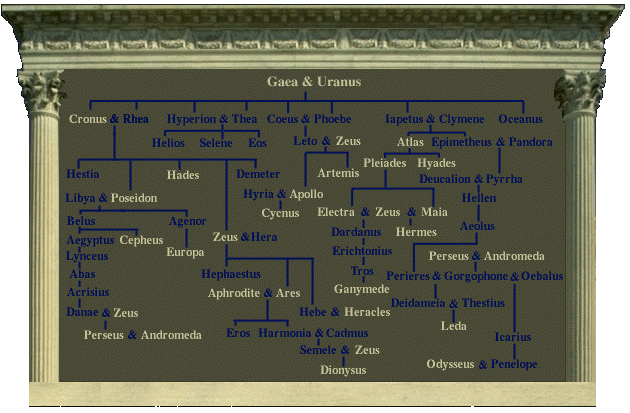 Gaea & Uranus
Cronus & Rhea Hyperion & Thea Coeus & Phoebe Iapetus & Clymene Oceanus
Helios Selene Eos Leto & Zeus Atlas Epimetheus & Pandora
Hestia Hades Demeter Artemis Pleiades Hyades
Deucalion & Pyrrha
Libya & Poseidon Hyria & Apollo Hellen
Cycnus Electra & Zeus & Maia
Belus Agenor Aeolus
Aegyptus Cepheus Zeus &Hera Dardanus Hermes
Lynceus Europa Erichtonius Perseus & Andromeda
Abas Hephaestus Tros Perieres & Gorgophone & Oebalus
Acrisius Aphrodite & Ares Ganymede
Danae & Zeus Hebe & Heracles Deidameia & Thestius
Perseus & Andromeda Eros Harmonia & Cadmus Leda Icarius
Semele & Zeus
Dionysus Odysseus & Penelope